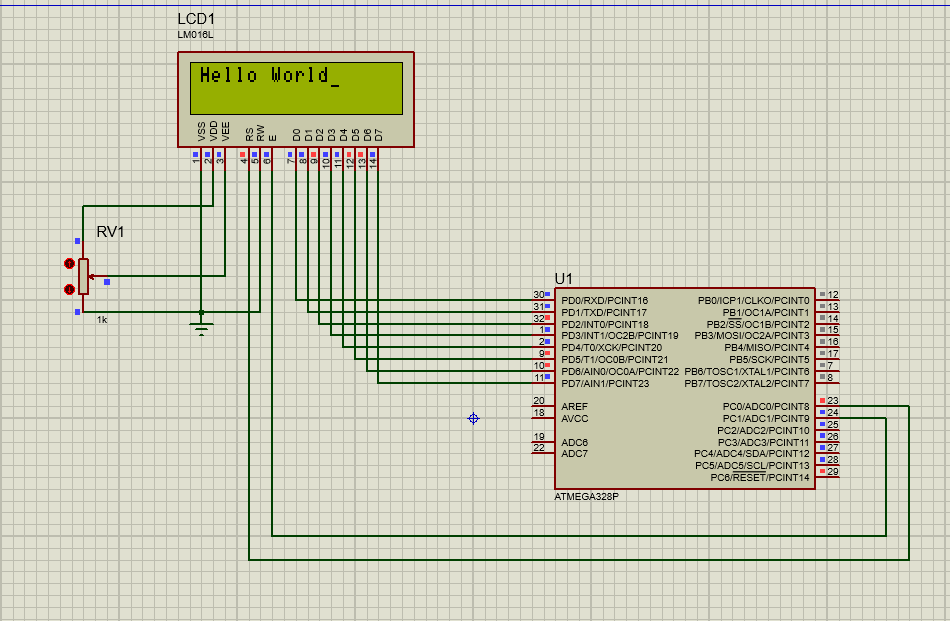 LCD1
LM016L
Hello World_
VSS VDD VEE RS RW E D0 D1 D2 D3 D4 D5 D6 D7
1 2 3 4 5 6 7 8 9 10 11 12 13 14
RV1
1k
U1
30 PD0/RXD/PCINT16 PB0/ICP1/CLKO/PCINT0 12
31 PD1/TXD/PCINT17 PB1/OC1A/PCINT1 13
32 PD2/INT0/PCINT18 PB2/SS/OC1B/PCINT2 14
1 PD3/INT1/OC2B/PCINT19 PB3/MOSI/OC2A/PCINT3 15
2 PD4/T0/XCK/PCINT20 PB4/MISO/PCINT4 16
9 PD5/T1/OC0B/PCINT21 PB5/SCK/PCINT5 17
10 PD6/AIN0/OC0A/PCINT22 PB6/TOSC1/XTAL1/PCINT6 7
11 PD7/AIN1/PCINT23 PB7/TOSC2/XTAL2/PCINT7 8
20 AREF PC0/ADC0/PCINT8 23
18 AVCC PC1/ADC1/PCINT9 24
PC2/ADC2/PCINT10 25
19 ADC6 PC3/ADC3/PCINT11 26
22 ADC7 PC4/ADC4/SDA/PCINT12 27
PC5/ADC5/SCL/PCINT13 28
PC6/RESET/PCINT14 29
ATMEGA328P